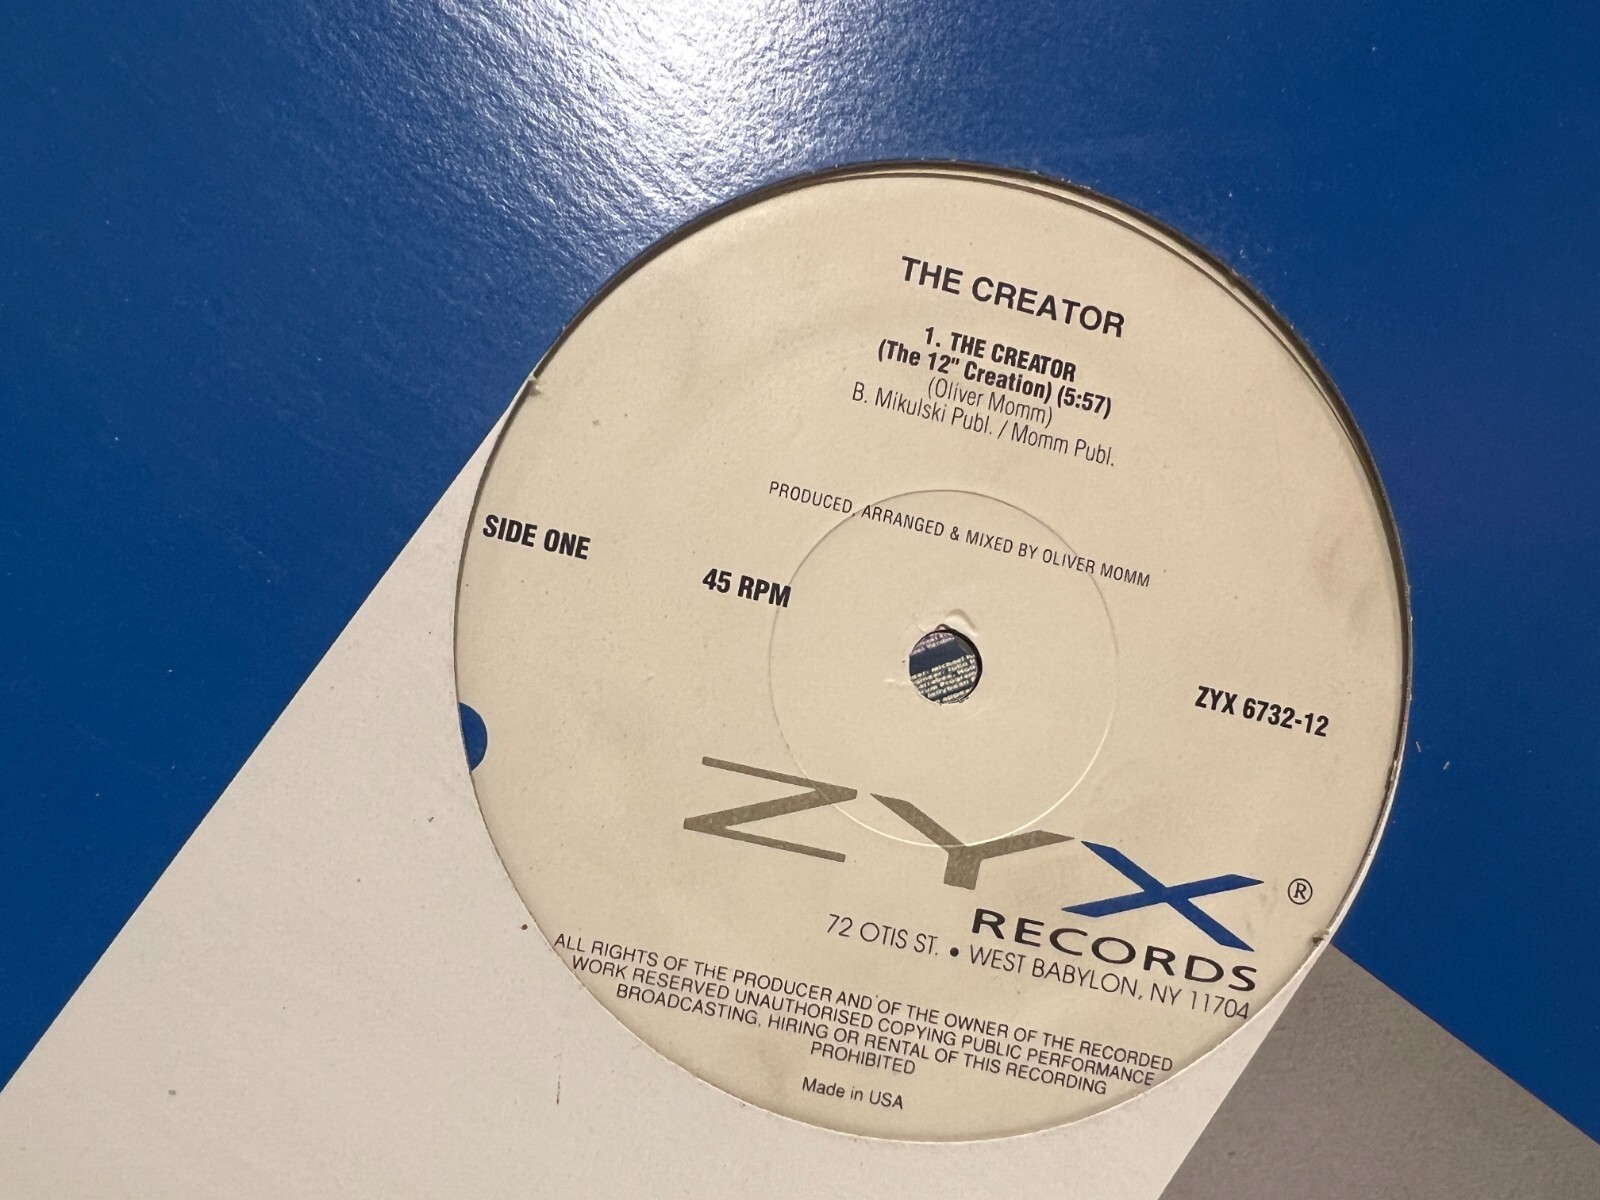 THE CREATOR
1. THE CREATOR
(The 12" Creation) (5:57)
(Oliver Momm)
B. Mikulski Publ. / Momm Publ.
PRODUCED, ARRANGED & MIXED BY OLIVER MOMM
SIDE ONE
45 RPM
ZYX 6732-12
ZYX ®
RECORDS
72 OTIS ST. • WEST BABYLON, NY 11704
ALL RIGHTS OF THE PRODUCER AND OF THE OWNER OF THE RECORDED
WORK RESERVED UNAUTHORISED COPYING PUBLIC PERFORMANCE
BROADCASTING, HIRING OR RENTAL OF THIS RECORDING
PROHIBITED
Made in USA